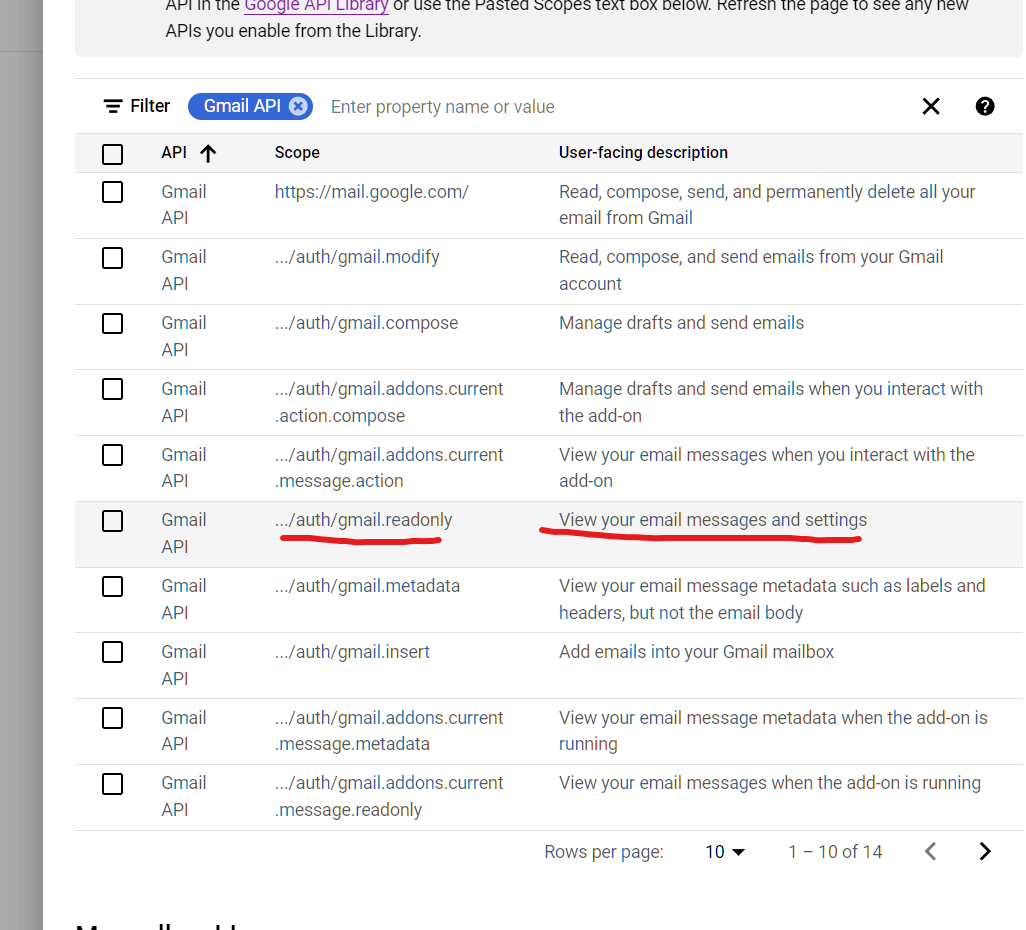 API in the Google API Library or use the Pasted Scopes text box below. Refresh the page to see any new
APIs you enable from the Library.
Filter Gmail API Enter property name or value
API Scope User-facing description
Gmail https://mail.google.com/ Read, compose, send, and permanently delete all your
API email from Gmail
Gmail .../auth/gmail.modify Read, compose, and send emails from your Gmail
API account
Gmail .../auth/gmail.compose Manage drafts and send emails
API
Gmail .../auth/gmail.addons.current Manage drafts and send emails when you interact with
API .action.compose the add-on
Gmail .../auth/gmail.addons.current View your email messages when you interact with the
API .message.action add-on
Gmail .../auth/gmail.readonly View your email messages and settings
API
Gmail .../auth/gmail.metadata View your email message metadata such as labels and
API headers, but not the email body
Gmail .../auth/gmail.insert Add emails into your Gmail mailbox
API
Gmail .../auth/gmail.addons.current View your email message metadata when the add-on is
API .message.metadata running
Gmail .../auth/gmail.addons.current View your email messages when the add-on is running
API .message.readonly
Rows per page: 10 1 – 10 of 14